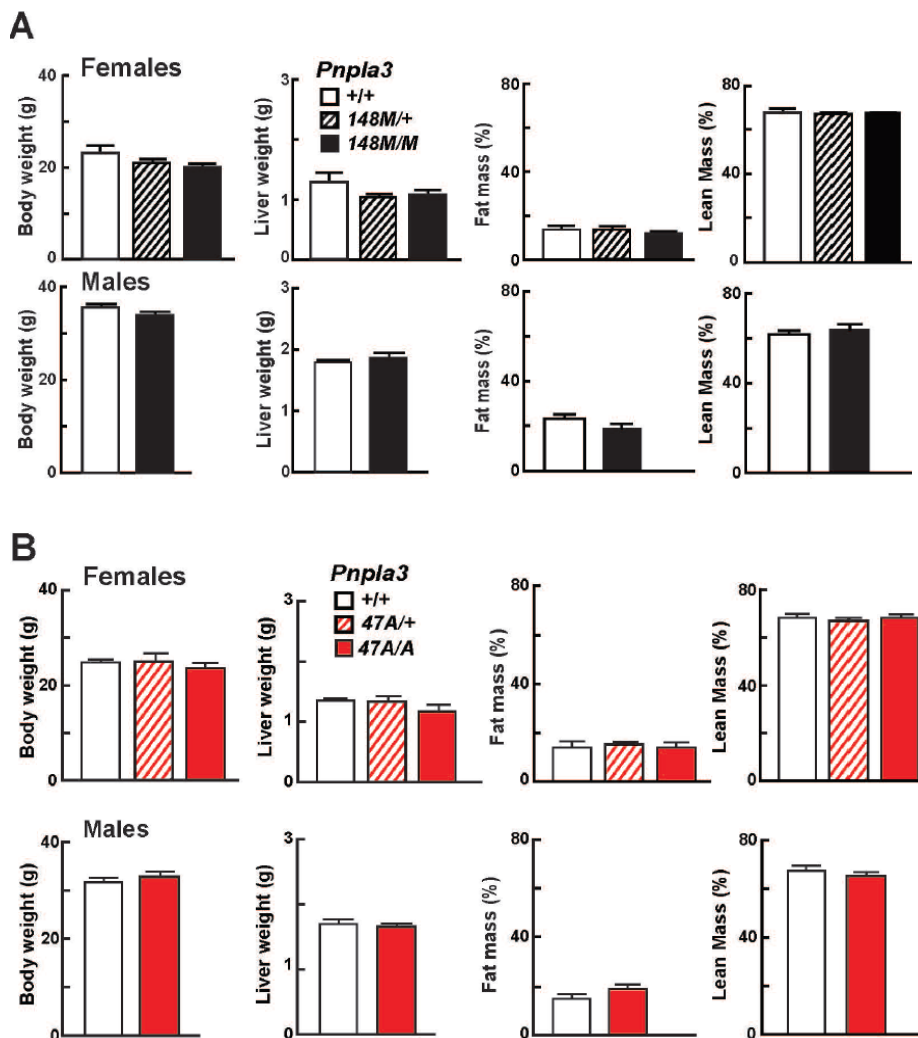 A
Females
Body weight (g)
40
20
0
Pnpla3
+/+
148M/+
148M/M
Liver weight (g)
3
1
0
Fat mass (%)
80
40
0
Lean Mass (%)
80
40
0
Males
Body weight (g)
40
20
0
Liver weight (g)
3
2
1
0
Fat mass (%)
80
40
0
Lean Mass (%)
80
40
0
B
Females
Body weight (g)
40
20
0
Pnpla3
+/+
47A/+
47A/A
Liver weight (g)
3
1
0
Fat mass (%)
80
40
0
Lean Mass (%)
80
40
0
Males
Body weight (g)
40
20
0
Liver weight (g)
3
1
0
Fat mass (%)
80
40
0
Lean Mass (%)
80
40
0